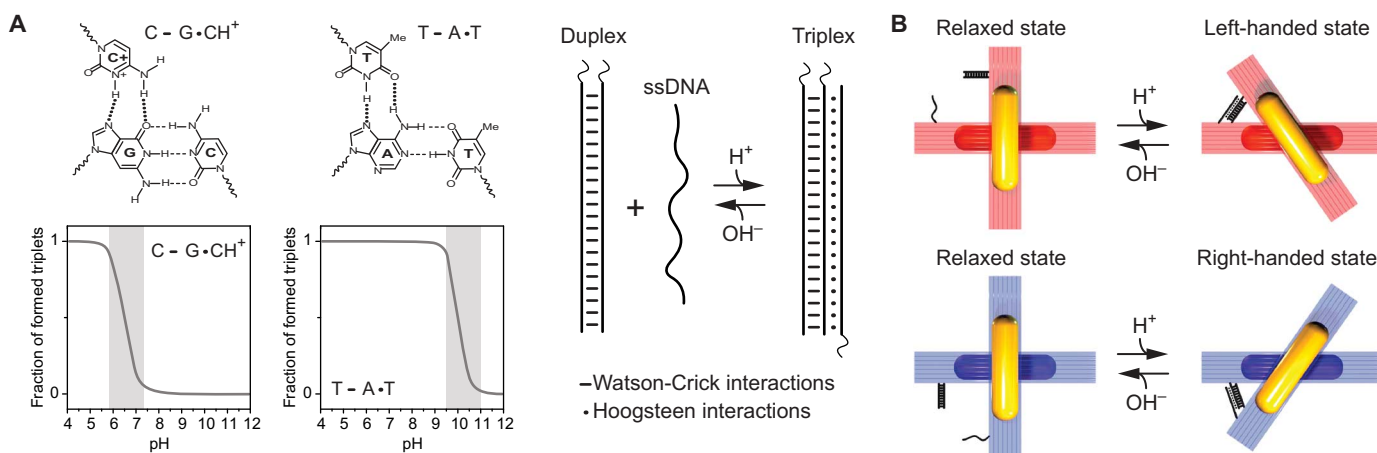 A
C – G•CH⁺
C+
N
O
N⁺
N
H
H
H
N
N
O
H
H
N
G
N
H
N
C
N
N
O
N
H
H
T – A•T
Me
T
N
O
N
O
H
H
N
N
H
O
Me
A
N
H
N
T
N
N
O
N
Duplex
ssDNA
+
H⁺
OH⁻
Triplex
–Watson-Crick interactions
•Hoogsteen interactions
Fraction of formed triplets
1
0
C – G•CH⁺
4 5 6 7 8 9 10 11 12
pH
Fraction of formed triplets
1
0
T – A•T
4 5 6 7 8 9 10 11 12
pH
B
Relaxed state
Left-handed state
H⁺
OH⁻
Relaxed state
Right-handed state
H⁺
OH⁻